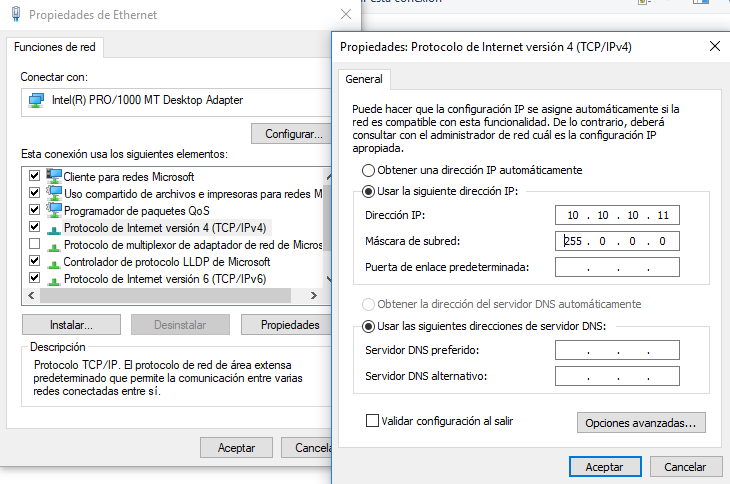 ar esta conexión
Propiedades de Ethernet
Funciones de red
Conectar con:
Intel(R) PRO/1000 MT Desktop Adapter
Configurar...
Esta conexión usa los siguientes elementos:
Cliente para redes Microsoft
Uso compartido de archivos e impresoras para redes M
Programador de paquetes QoS
Protocolo de Internet versión 4 (TCP/IPv4)
Protocolo de multiplexor de adaptador de red de Micros
Controlador de protocolo LLDP de Microsoft
Protocolo de Internet versión 6 (TCP/IPv6)
Instalar...
Desinstalar
Propiedades
Descripción
Protocolo TCP/IP. El protocolo de red de área extensa
predeterminado que permite la comunicación entre varias
redes conectadas entre sí.
Aceptar
Cancela
Propiedades: Protocolo de Internet versión 4 (TCP/IPv4)
General
Puede hacer que la configuración IP se asigne automáticamente si la
red es compatible con esta funcionalidad. De lo contrario, deberá
consultar con el administrador de red cuál es la configuración IP
apropiada.
Obtener una dirección IP automáticamente
Usar la siguiente dirección IP:
Dirección IP: 10 . 10 . 10 . 11
Máscara de subred: 255 . 0 . 0 . 0
Puerta de enlace predeterminada: . . .
Obtener la dirección del servidor DNS automáticamente
Usar las siguientes direcciones de servidor DNS:
Servidor DNS preferido: . . .
Servidor DNS alternativo: . . .
Validar configuración al salir
Opciones avanzadas...
Aceptar
Cancelar